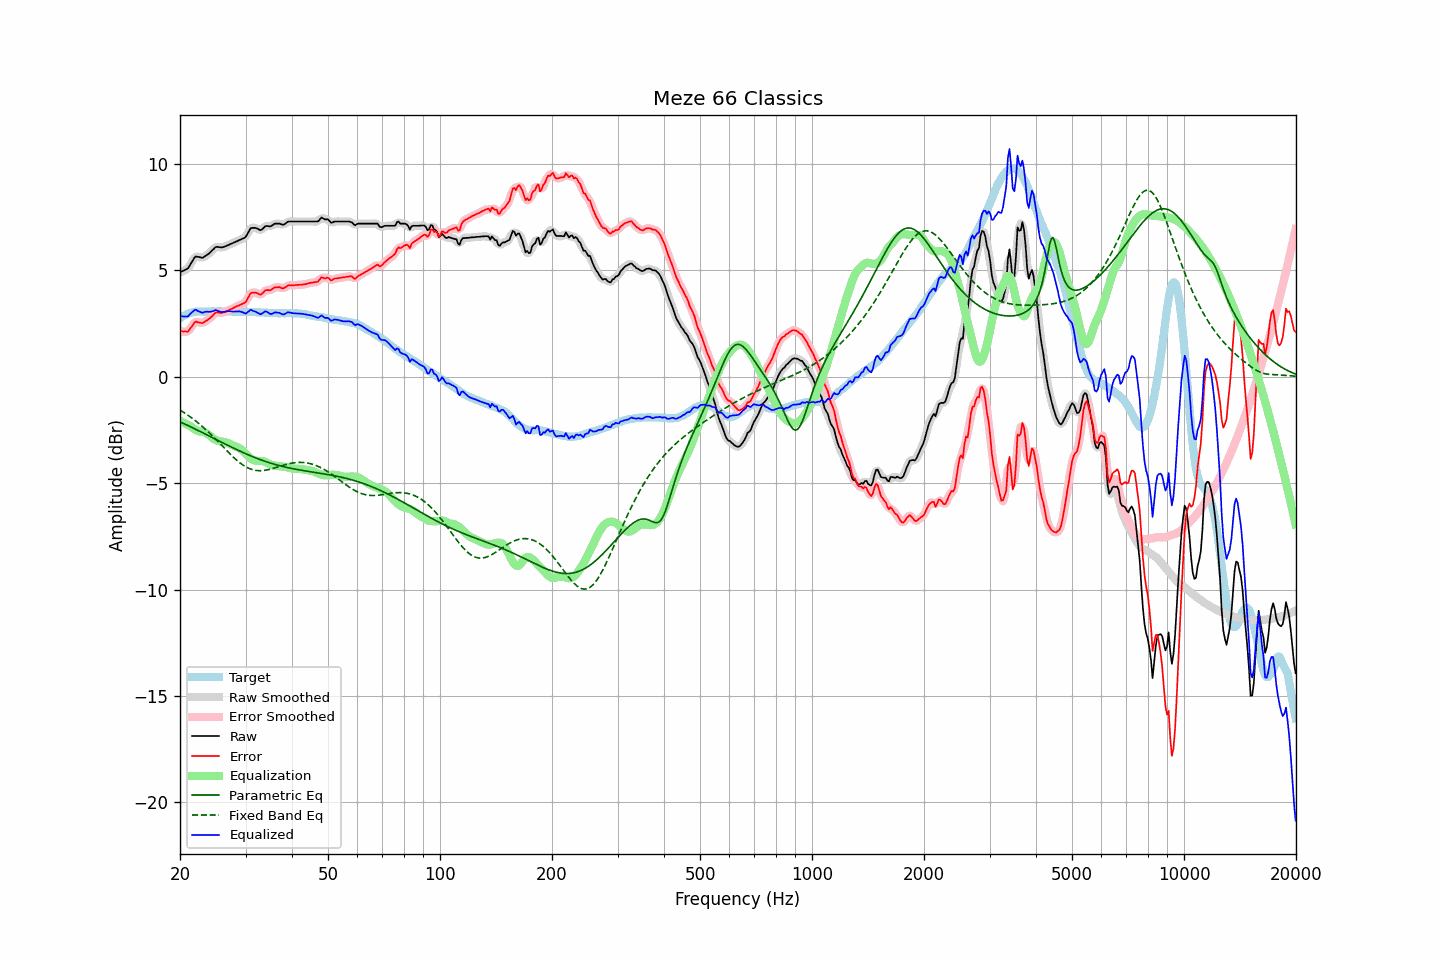 Meze 66 Classics
Amplitude (dBr)
10
5
0
−5
−10
−15
−20
Target
Raw Smoothed
Error Smoothed
Raw
Error
Equalization
Parametric Eq
Fixed Band Eq
Equalized
20
50
100
200
500
1000
2000
5000
10000
20000
Frequency (Hz)